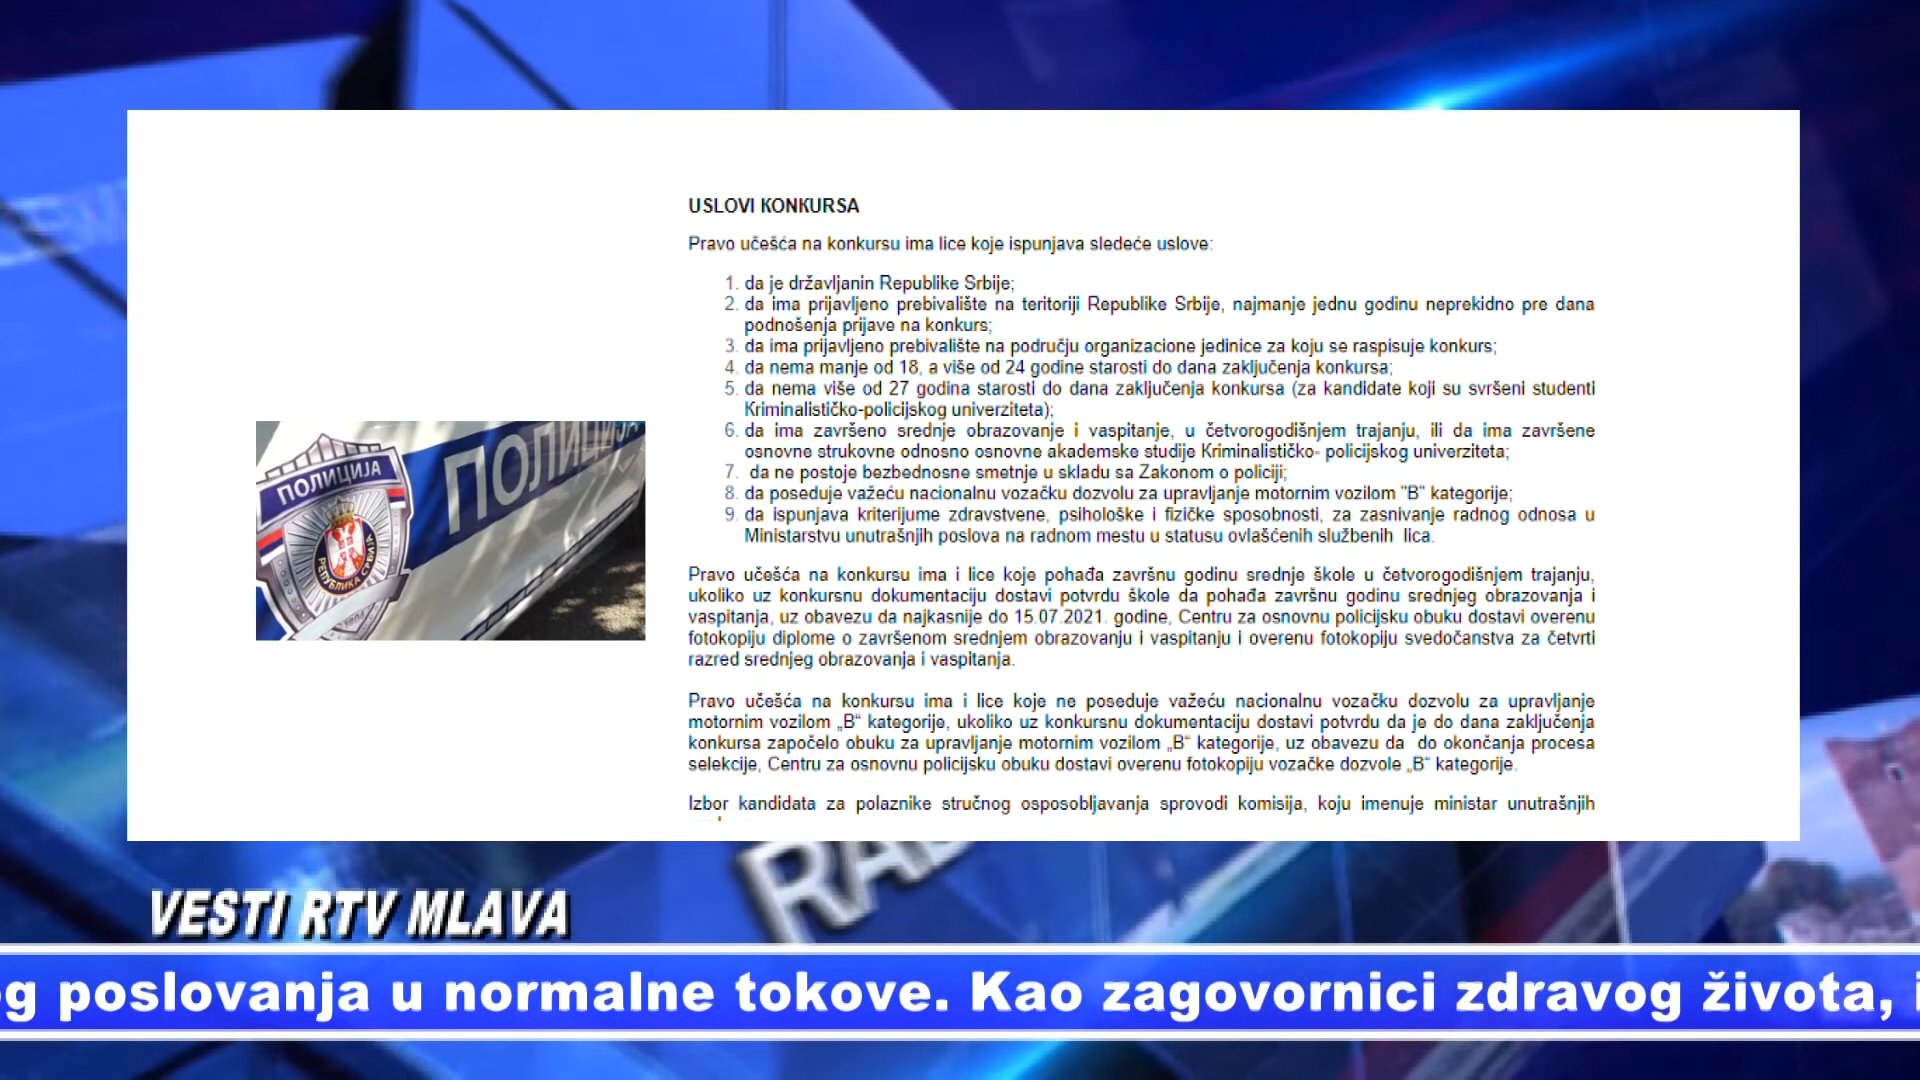 USLOVI KONKURSA
Pravo učešća na konkursu ima lice koje ispunjava sledeće uslove:
1. da je državljanin Republike Srbije;
2. da ima prijavljeno prebivalište na teritoriji Republike Srbije, najmanje jednu godinu neprekidno pre dana
podnošenja prijave na konkurs;
3. da ima prijavljeno prebivalište na području organizacione jedinice za koju se raspisuje konkurs;
4. da nema manje od 18, a više od 24 godine starosti do dana zaključenja konkursa;
5. da nema više od 27 godina starosti do dana zaključenja konkursa (za kandidate koji su svršeni studenti
Kriminalističko-policijskog univerziteta);
6. da ima završeno srednje obrazovanje i vaspitanje, u četvorogodišnjem trajanju, ili da ima završene
osnovne strukovne odnosno osnovne akademske studije Kriminalističko- policijskog univerziteta;
7. da ne postoje bezbednosne smetnje u skladu sa Zakonom o policiji;
8. da poseduje važeću nacionalnu vozačku dozvolu za upravljanje motornim vozilom "B" kategorije;
9. da ispunjava kriterijume zdravstvene, psihološke i fizičke sposobnosti, za zasnivanje radnog odnosa u
Ministarstvu unutrašnjih poslova na radnom mestu u statusu ovlašćenih službenih lica.
Pravo učešća na konkursu ima i lice koje pohađa završnu godinu srednje škole u četvorogodišnjem trajanju,
ukoliko uz konkursnu dokumentaciju dostavi potvrdu škole da pohađa završnu godinu srednjeg obrazovanja i
vaspitanja, uz obavezu da najkasnije do 15.07.2021. godine, Centru za osnovnu policijsku obuku dostavi overenu
fotokopiju diplome o završenom srednjem obrazovanju i vaspitanju i overenu fotokopiju svedočanstva za četvrti
razred srednjeg obrazovanja i vaspitanja.
Pravo učešća na konkursu ima i lice koje ne poseduje važeću nacionalnu vozačku dozvolu za upravljanje
motornim vozilom „B“ kategorije, ukoliko uz konkursnu dokumentaciju dostavi potvrdu da je do dana zaključenja
konkursa započelo obuku za upravljanje motornim vozilom „B“ kategorije, uz obavezu da do okončanja procesa
selekcije, Centru za osnovnu policijsku obuku dostavi overenu fotokopiju vozačke dozvole „B“ kategorije.
Izbor kandidata za polaznike stručnog osposobljavanja sprovodi komisija, koju imenuje ministar unutrašnjih
ПОЛИЦИЈА
ПОЛИЦИЈА
РЕПУБЛИКА СРБИЈА
RAD
VESTI RTV MLAVA
og poslovanja u normalne tokove. Kao zagovornici zdravog života, i